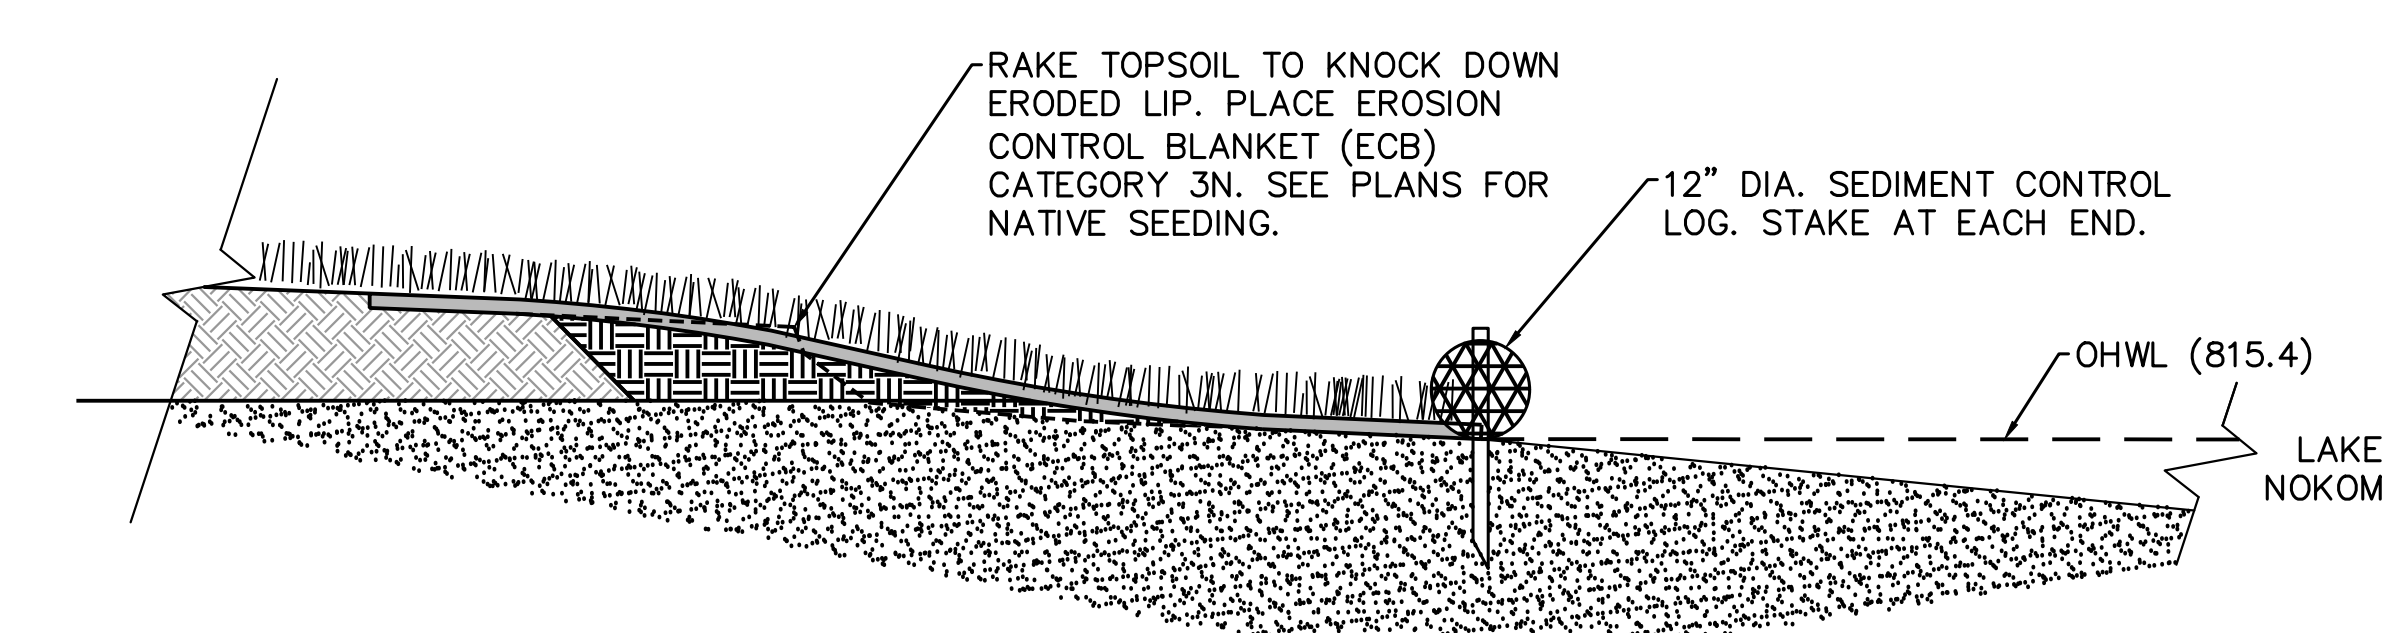 RAKE TOPSOIL TO KNOCK DOWN
ERODED LIP. PLACE EROSION
CONTROL BLANKET (ECB)
CATEGORY 3N. SEE PLANS FOR
NATIVE SEEDING.
12” DIA. SEDIMENT CONTROL
LOG. STAKE AT EACH END.
OHWL (815.4)
LAKE
NOKOM